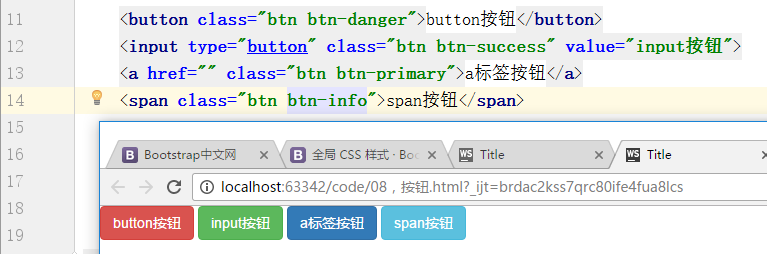 11 <button class="btn btn-danger">button按钮</button>
12 <input type="button" class="btn btn-success" value="input按钮">
13 <a href="" class="btn btn-primary">a标签按钮</a>
14 <span class="btn btn-info">span按钮</span>
15
16 Bootstrap中文网 全局 CSS 样式 · Boo Title Title
17 localhost:63342/code/08，按钮.html?_ijt=brdac2kss7qrc80ife4fua8lcs
18
19 button按钮 input按钮 a标签按钮 span按钮